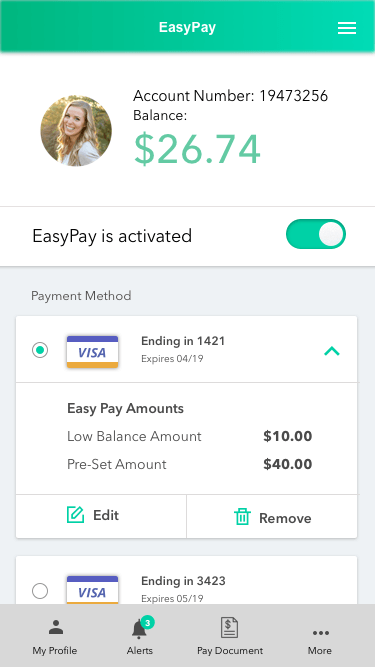 EasyPay
Account Number: 19473256
Balance:
$26.74
EasyPay is activated
Payment Method
VISA
Ending in 1421
Expires 04/19
Easy Pay Amounts
Low Balance Amount $10.00
Pre-Set Amount $40.00
Edit Remove
VISA
Ending in 3423
Expires 05/19
3
$
My Profile Alerts Pay Document More